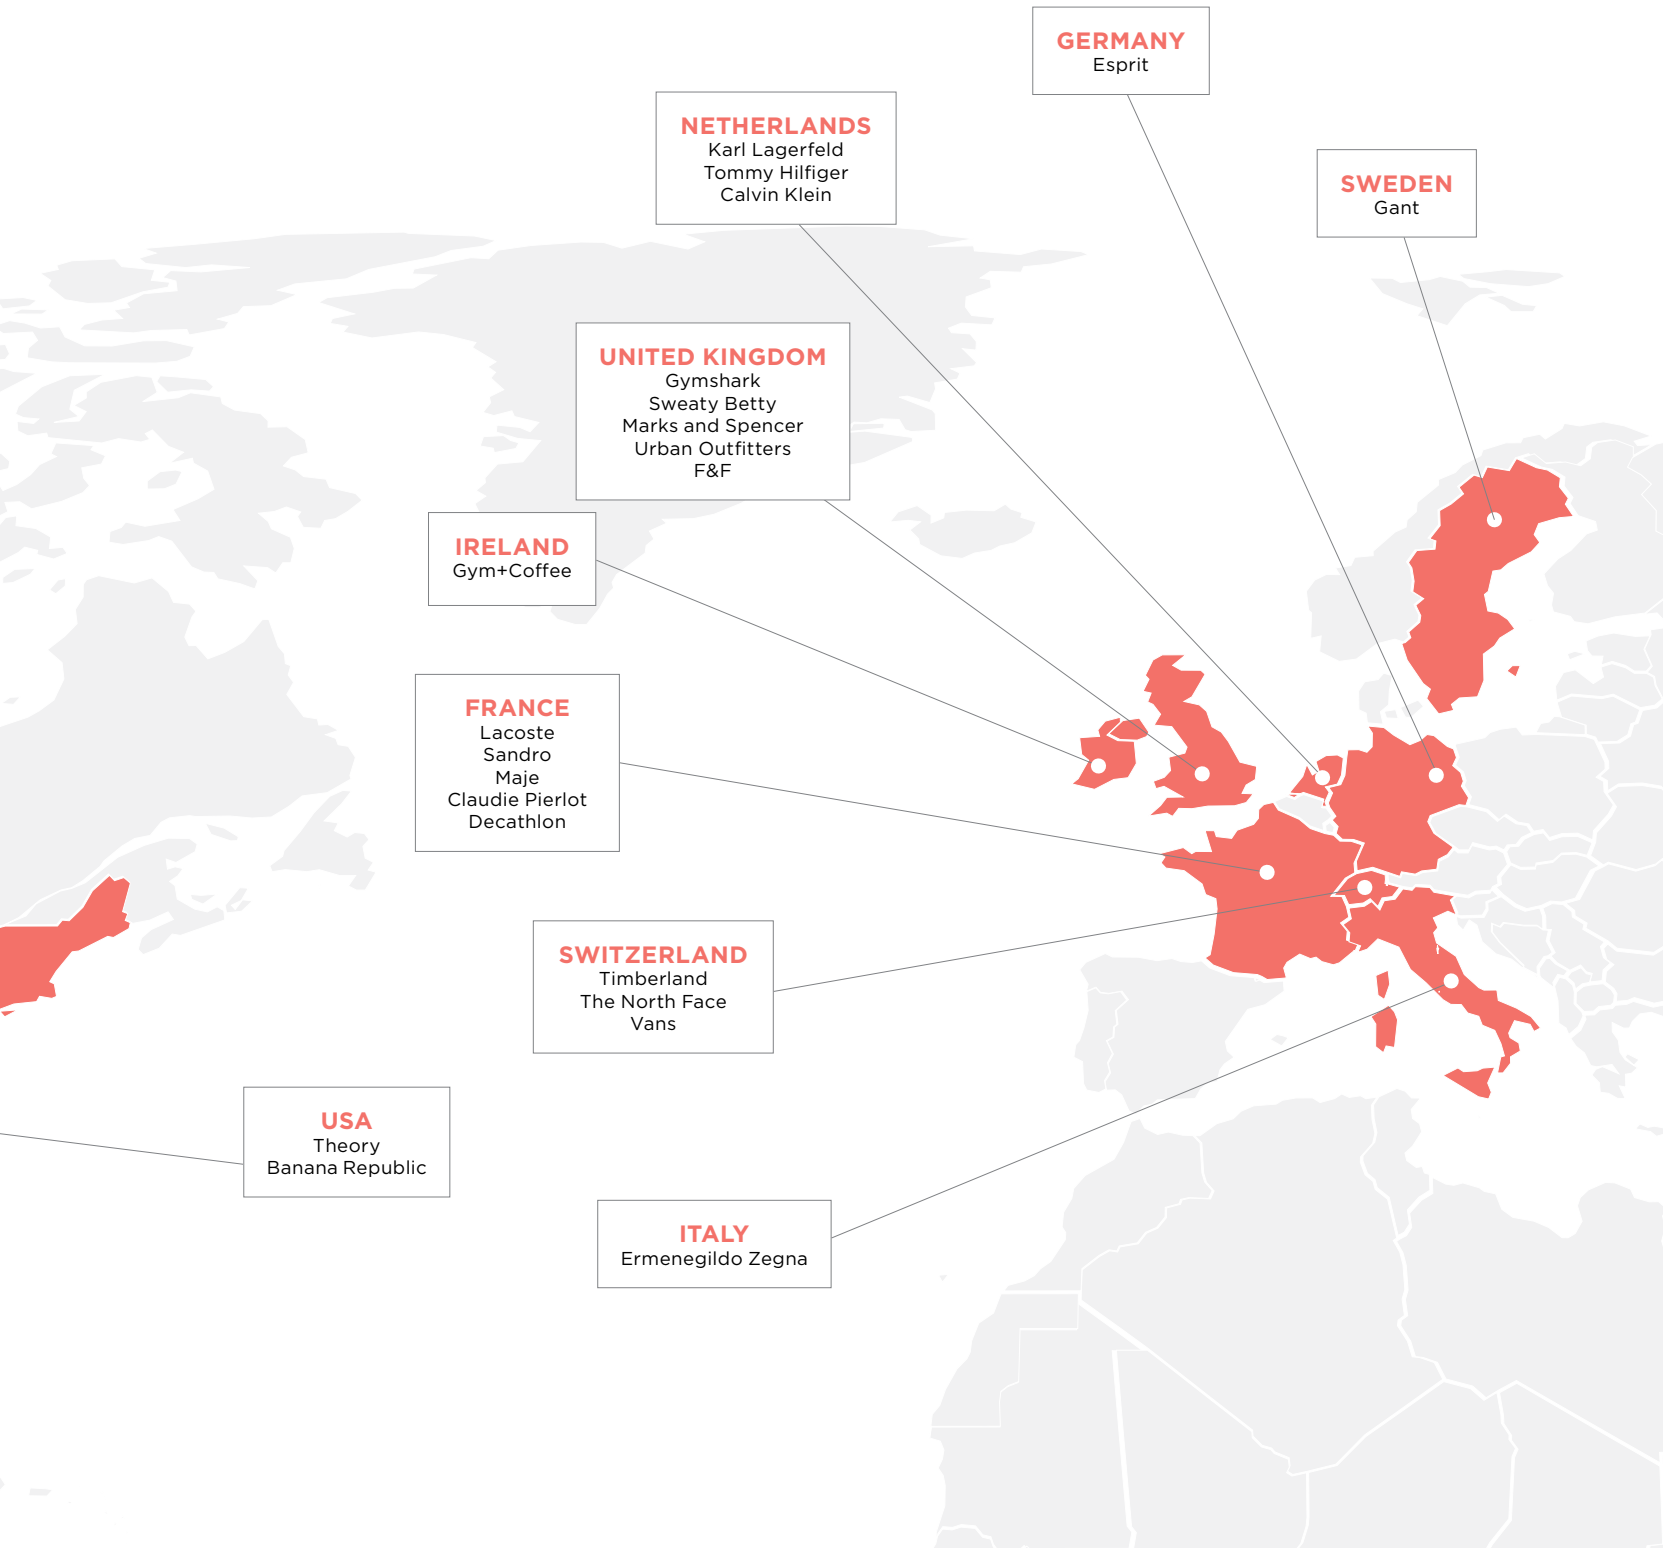 GERMANY
Esprit
NETHERLANDS
Karl Lagerfeld
Tommy Hilfiger
Calvin Klein
SWEDEN
Gant
UNITED KINGDOM
Gymshark
Sweaty Betty
Marks and Spencer
Urban Outfitters
F&F
IRELAND
Gym+Coffee
FRANCE
Lacoste
Sandro
Maje
Claudie Pierlot
Decathlon
SWITZERLAND
Timberland
The North Face
Vans
USA
Theory
Banana Republic
ITALY
Ermenegildo Zegna